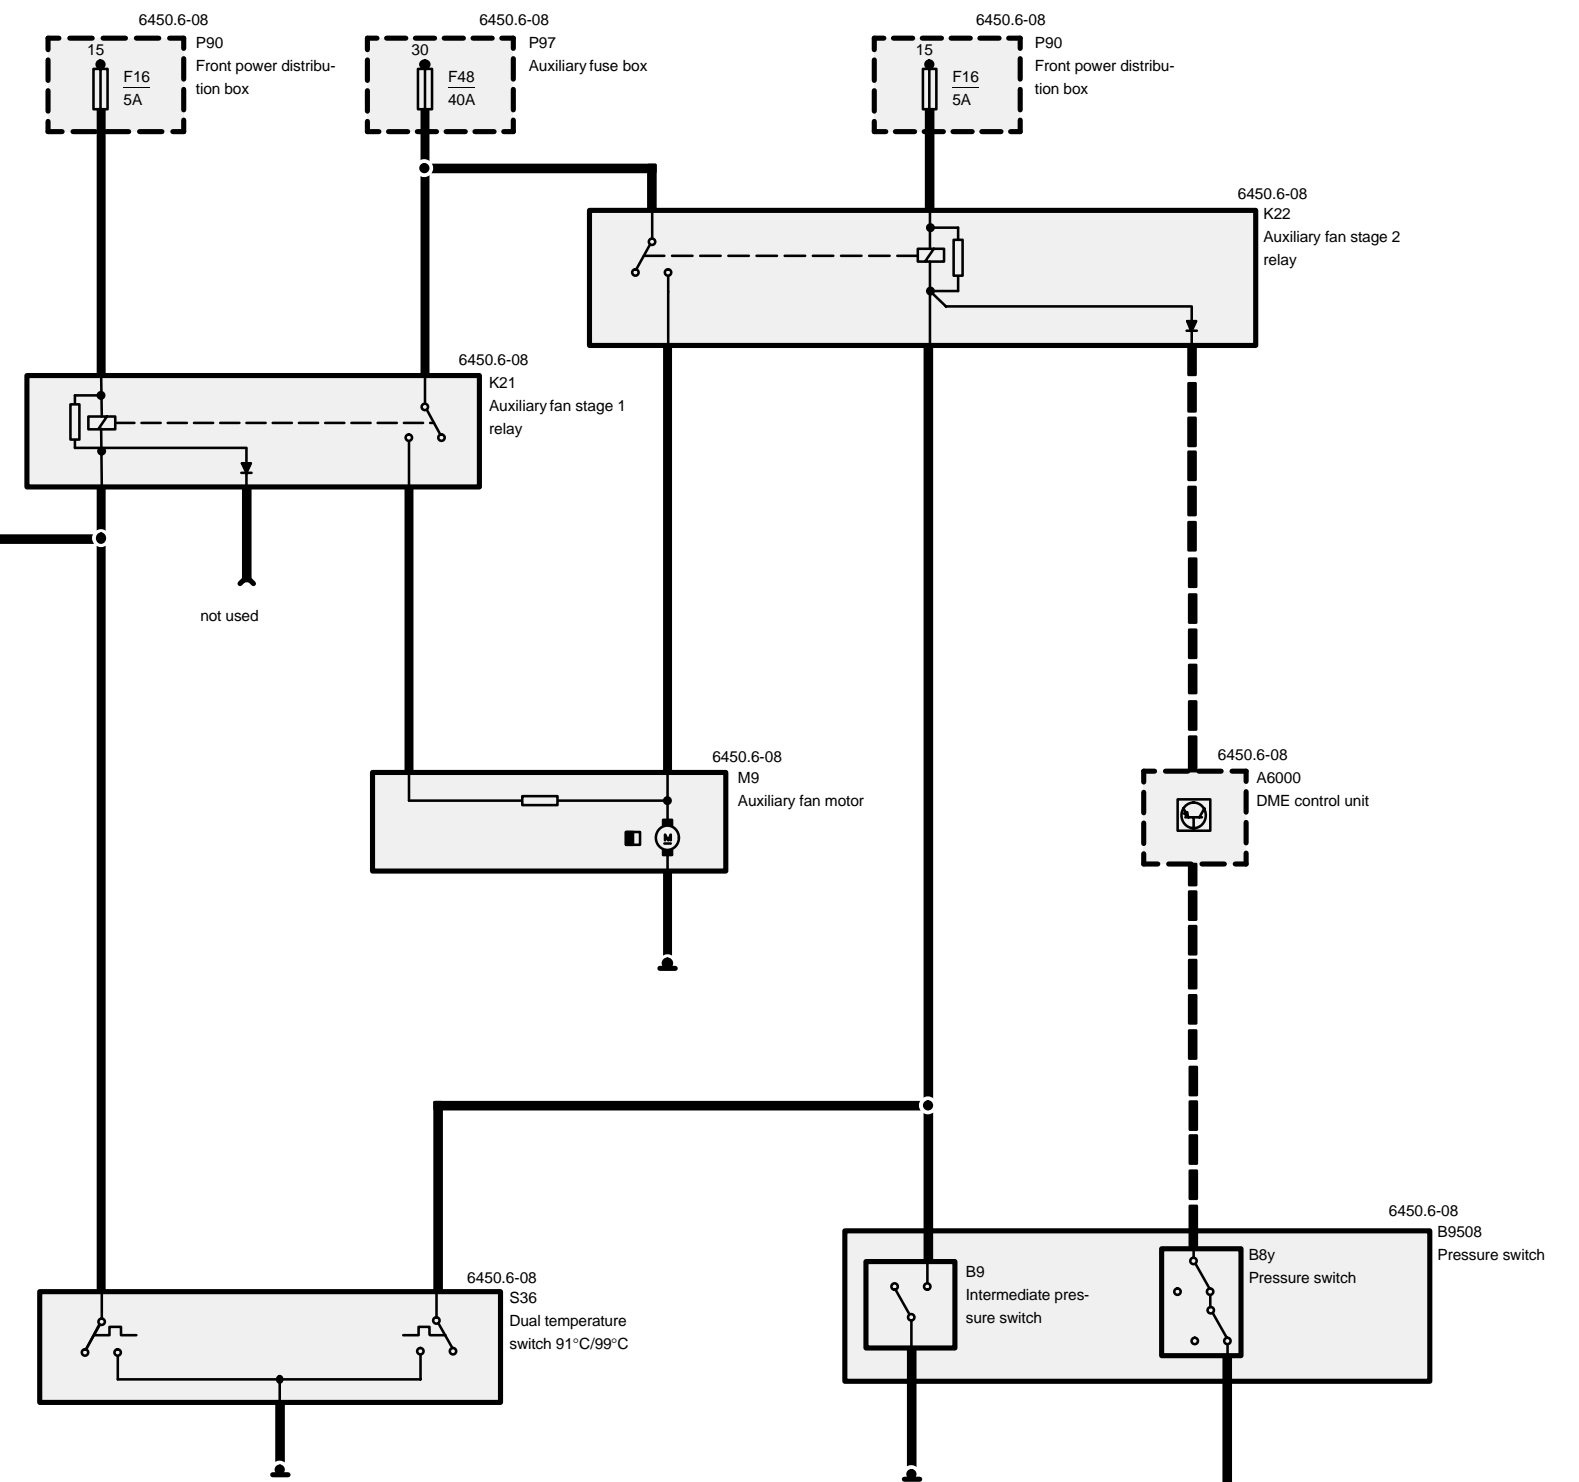 6450.6-08
P90
Front power distribu-
tion box
15
F16
5A
6450.6-08
P97
Auxiliary fuse box
30
F48
40A
6450.6-08
P90
Front power distribu-
tion box
15
F16
5A
6450.6-08
K22
Auxiliary fan stage 2
relay
6450.6-08
K21
Auxiliary fan stage 1
relay
not used
6450.6-08
M9
Auxiliary fan motor
M
6450.6-08
A6000
DME control unit
6450.6-08
B9508
Pressure switch
B9
Intermediate pres-
sure switch
B8y
Pressure switch
6450.6-08
S36
Dual temperature
switch 91°C/99°C